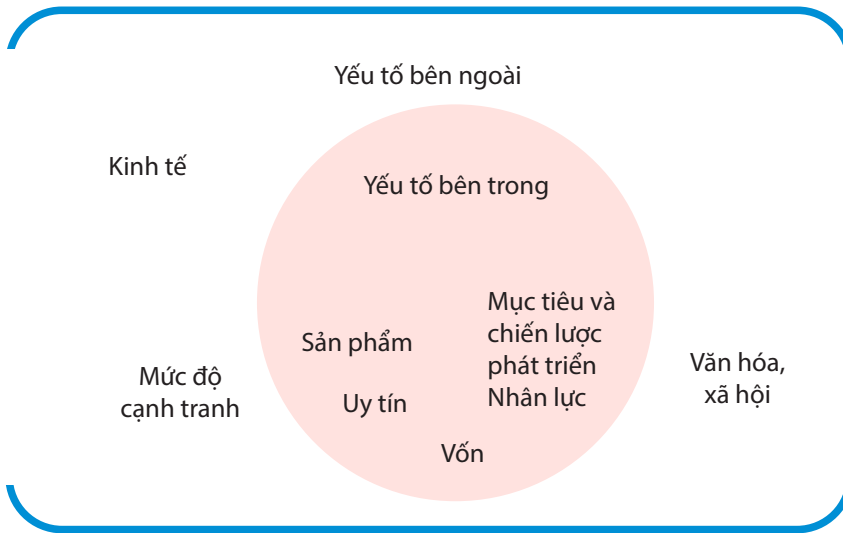 Yếu tố bên ngoài
Kinh tế
Yếu tố bên trong
Sản phẩm
Uy tín
Mục tiêu và
chiến lược
phát triển
Nhân lực
Vốn
Mức độ
cạnh tranh
Văn hóa,
xã hội